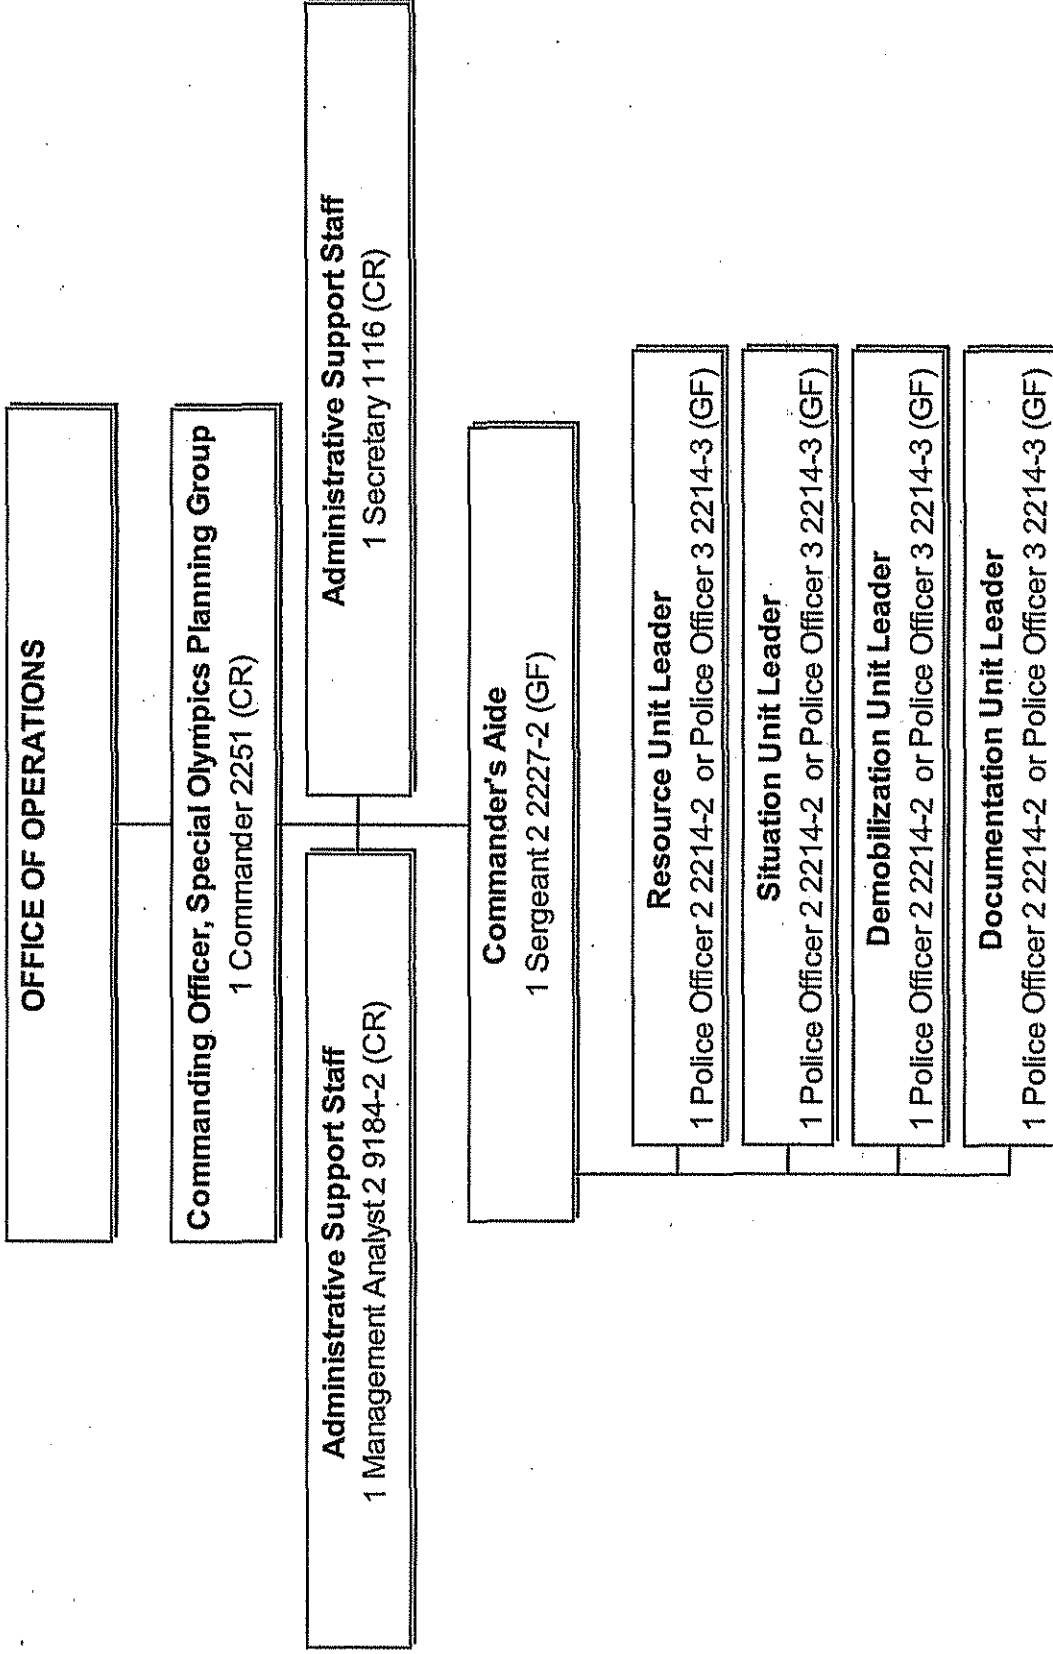 OFFICE OF OPERATIONS
Commanding Officer, Special Olympics Planning Group
1 Commander 2251 (CR)
Administrative Support Staff
1 Management Analyst 2 9184-2 (CR)
Administrative Support Staff
1 Secretary 1116 (CR)
Commander's Aide
1 Sergeant 2 2227-2 (GF)
Resource Unit Leader
1 Police Officer 2 2214-2 or Police Officer 3 2214-3 (GF)
Situation Unit Leader
1 Police Officer 2 2214-2 or Police Officer 3 2214-3 (GF)
Demobilization Unit Leader
1 Police Officer 2 2214-2 or Police Officer 3 2214-3 (GF)
Documentation Unit Leader
1 Police Officer 2 2214-2 or Police Officer 3 2214-3 (GF)